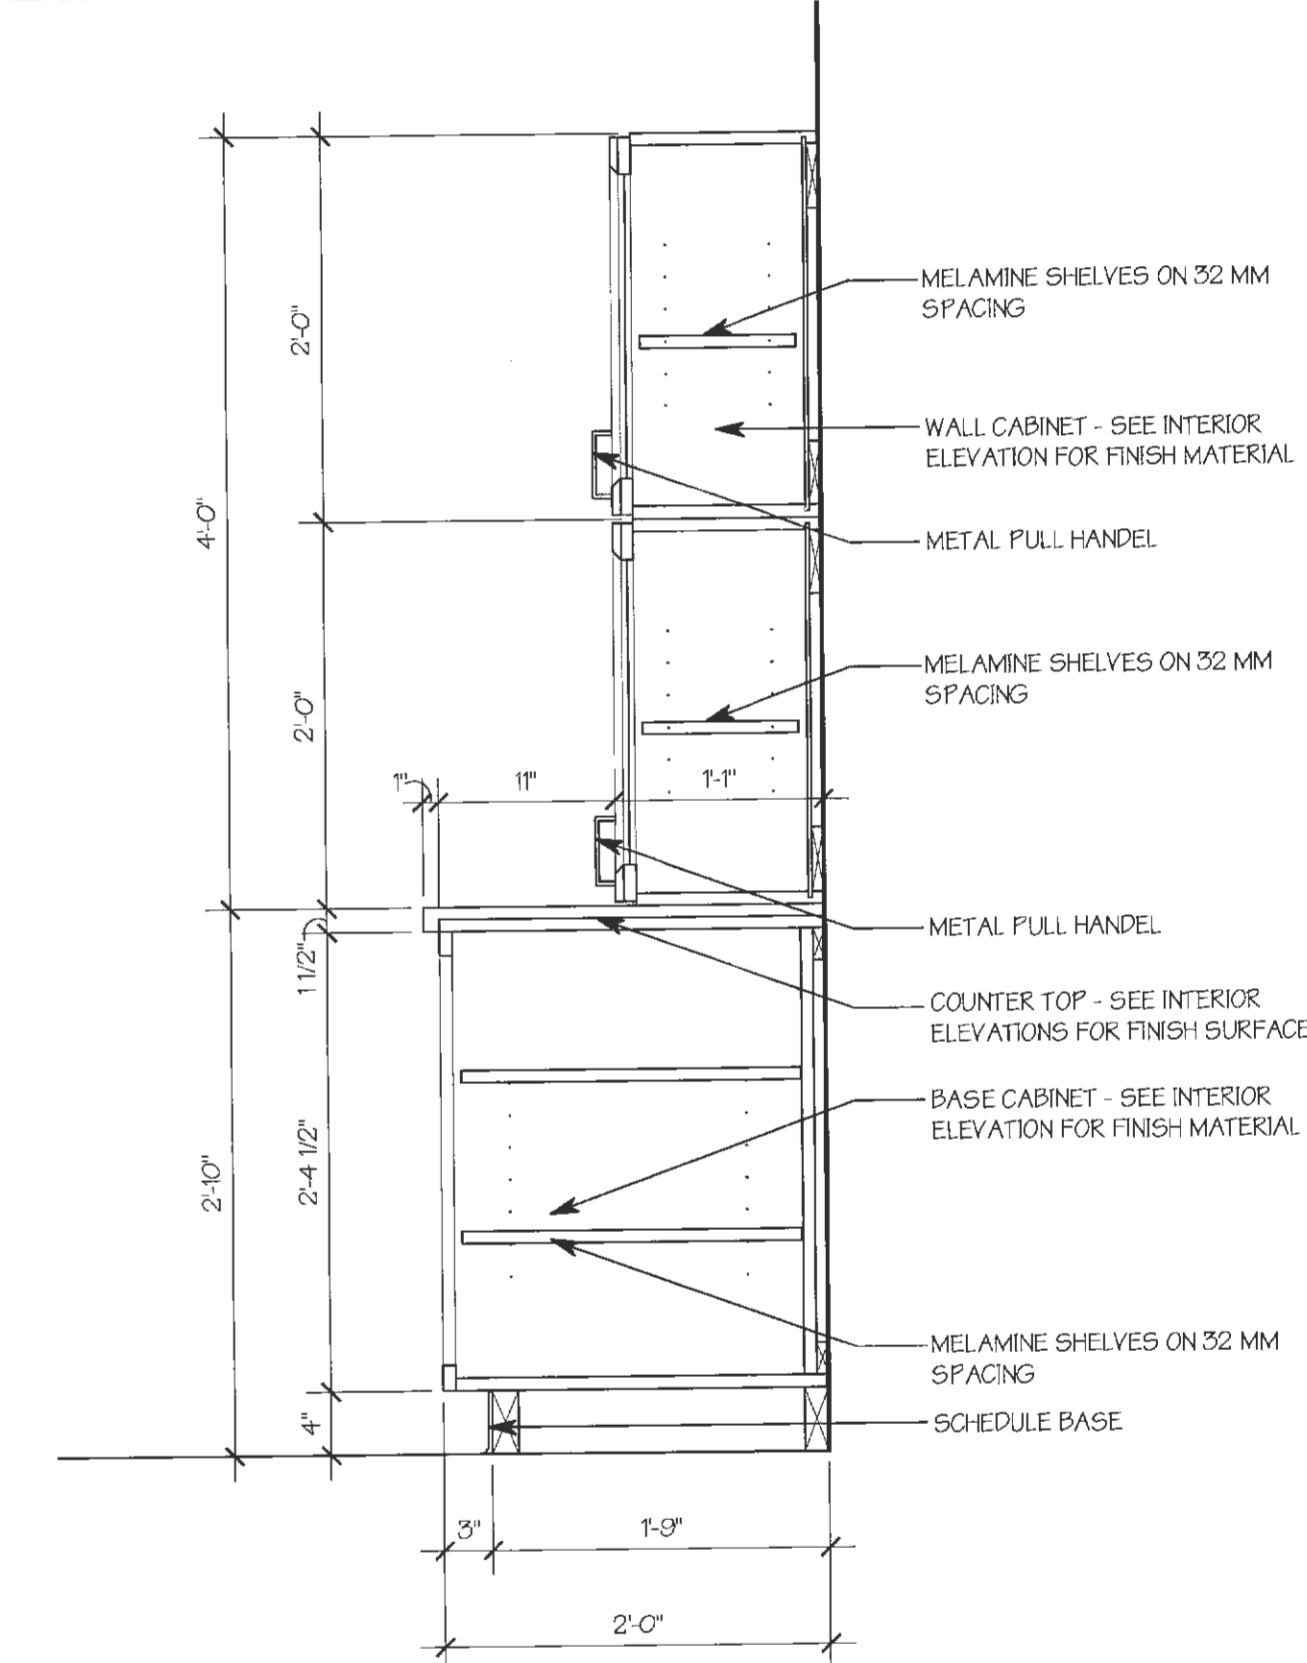 MELAMINE SHELVES ON 32 MM
SPACING
2'-0"
WALL CABINET - SEE INTERIOR
ELEVATION FOR FINISH MATERIAL
4'-0"
METAL PULL HANDEL
MELAMINE SHELVES ON 32 MM
SPACING
2'-0"
1" 11" 1'-1"
METAL PULL HANDEL
1 1/2"
COUNTER TOP - SEE INTERIOR
ELEVATIONS FOR FINISH SURFACE
BASE CABINET - SEE INTERIOR
ELEVATION FOR FINISH MATERIAL
2'-4 1/2"
2'-10"
MELAMINE SHELVES ON 32 MM
SPACING
4"
SCHEDULE BASE
3" 1'-9"
2'-0"